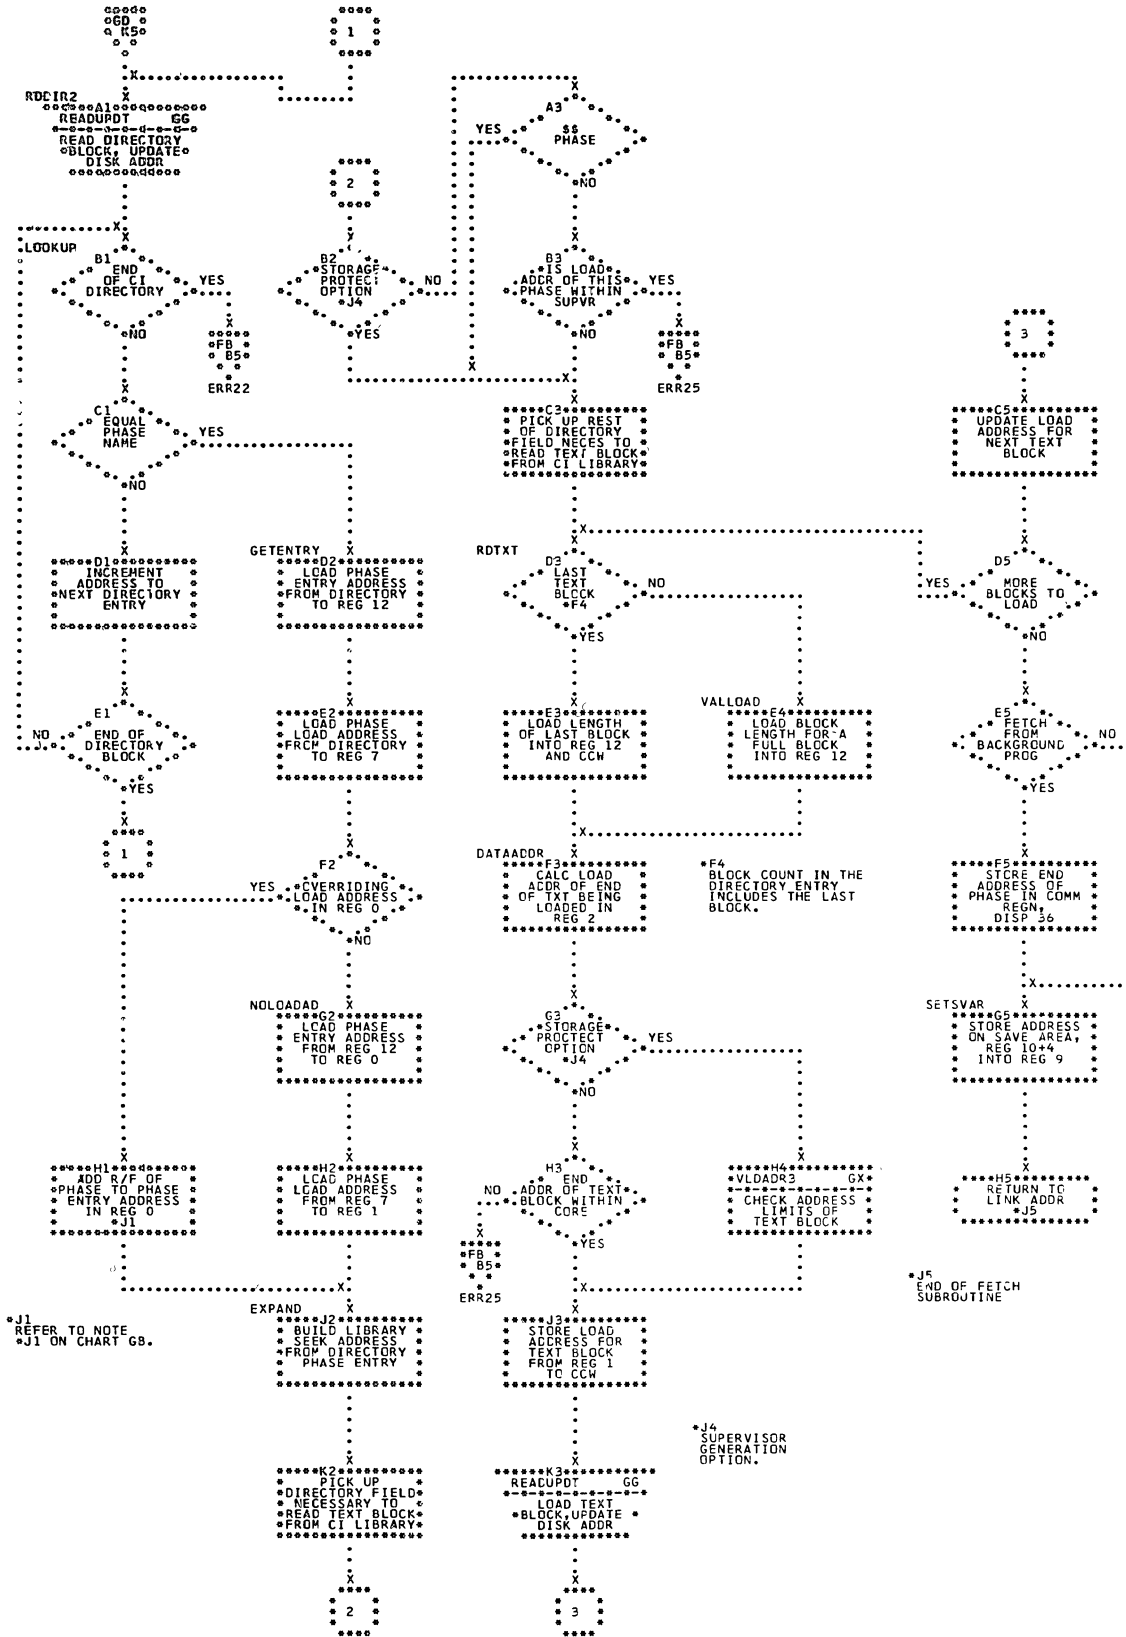 GD
K5
1
RDDIR2
A1
READUPDT GG
READ DIRECTORY
BLOCK, UPDATE
DISK ADDR
A3
$$
PHASE
YES
NO
2
LOOKUP
B1
END
OF CI
DIRECTORY
YES
NO
FB
B5
ERR22
B2
STORAGE
PROTECT
OPTION
*J4
NO
YES
B3
IS LOAD
ADDR OF THIS
PHASE WITHIN
SUPVR
YES
NO
FB
B5
ERR25
3
C1
EQUAL
PHASE
NAME
YES
NO
C3
PICK UP REST
OF DIRECTORY
FIELD NECES TO
READ TEXT BLOCK
FROM CI LIBRARY
C5
UPDATE LOAD
ADDRESS FOR
NEXT TEXT
BLOCK
D1
INCREMENT
ADDRESS TO
NEXT DIRECTORY
ENTRY
GETENTRY
D2
LOAD PHASE
ENTRY ADDRESS
FROM DIRECTORY
TO REG 12
RDTXT
D3
LAST
TEXT
BLOCK
*F4
NO
YES
D5
MORE
BLOCKS TO
LOAD
YES
NO
E1
END OF
DIRECTORY
BLOCK
NO
YES
1
E2
LOAD PHASE
LOAD ADDRESS
FROM DIRECTORY
TO REG 7
E3
LOAD LENGTH
OF LAST BLOCK
INTO REG 12
AND CCW
VALLOAD
E4
LOAD BLOCK
LENGTH FOR A
FULL BLOCK
INTO REG 12
E5
FETCH
FROM
BACKGROUND
PROG
NO
YES
F2
OVERRIDING
LOAD ADDRESS
IN REG 0
YES
NO
DATAADDR
F3
CALC LOAD
ADDR OF END
OF TXT BEING
LOADED IN
REG 2
*F4
BLOCK COUNT IN THE
DIRECTORY ENTRY
INCLUDES THE LAST
BLOCK.
F5
STORE END
ADDRESS OF
PHASE IN COMM
REGN,
DISP 36
NOLOADAD
G2
LOAD PHASE
ENTRY ADDRESS
FROM REG 12
TO REG 0
G3
STORAGE
PROCTECT
OPTION
*J4
YES
NO
SETSVAR
G5
STORE ADDRESS
ON SAVE AREA,
REG 10+4
INTO REG 9
H1
ADD R/F OF
PHASE TO PHASE
ENTRY ADDRESS
IN REG 0
*J1
H2
LOAD PHASE
LOAD ADDRESS
FROM REG 7
TO REG 1
H3
END
ADDR OF TEXT
BLOCK WITHIN
CORE
NO
YES
FB
B5
ERR25
H4
VLDADR3 GX
CHECK ADDRESS
LIMITS OF
TEXT BLOCK
H5
RETURN TO
LINK ADDR
*J5
*J5
END OF FETCH
SUBROUTINE
*J1
REFER TO NOTE
*J1 ON CHART GB.
EXPAND
J2
BUILD LIBRARY
SEEK ADDRESS
FROM DIRECTORY
PHASE ENTRY
J3
STORE LOAD
ADDRESS FOR
TEXT BLOCK
FROM REG 1
TO CCW
*J4
SUPERVISOR
GENERATION
OPTION.
K2
PICK UP
DIRECTORY FIELD
NECESSARY TO
READ TEXT BLOCK
FROM CI LIBRARY
K3
READUPDT GG
LOAD TEXT
BLOCK,UPDATE
DISK ADDR
2
3